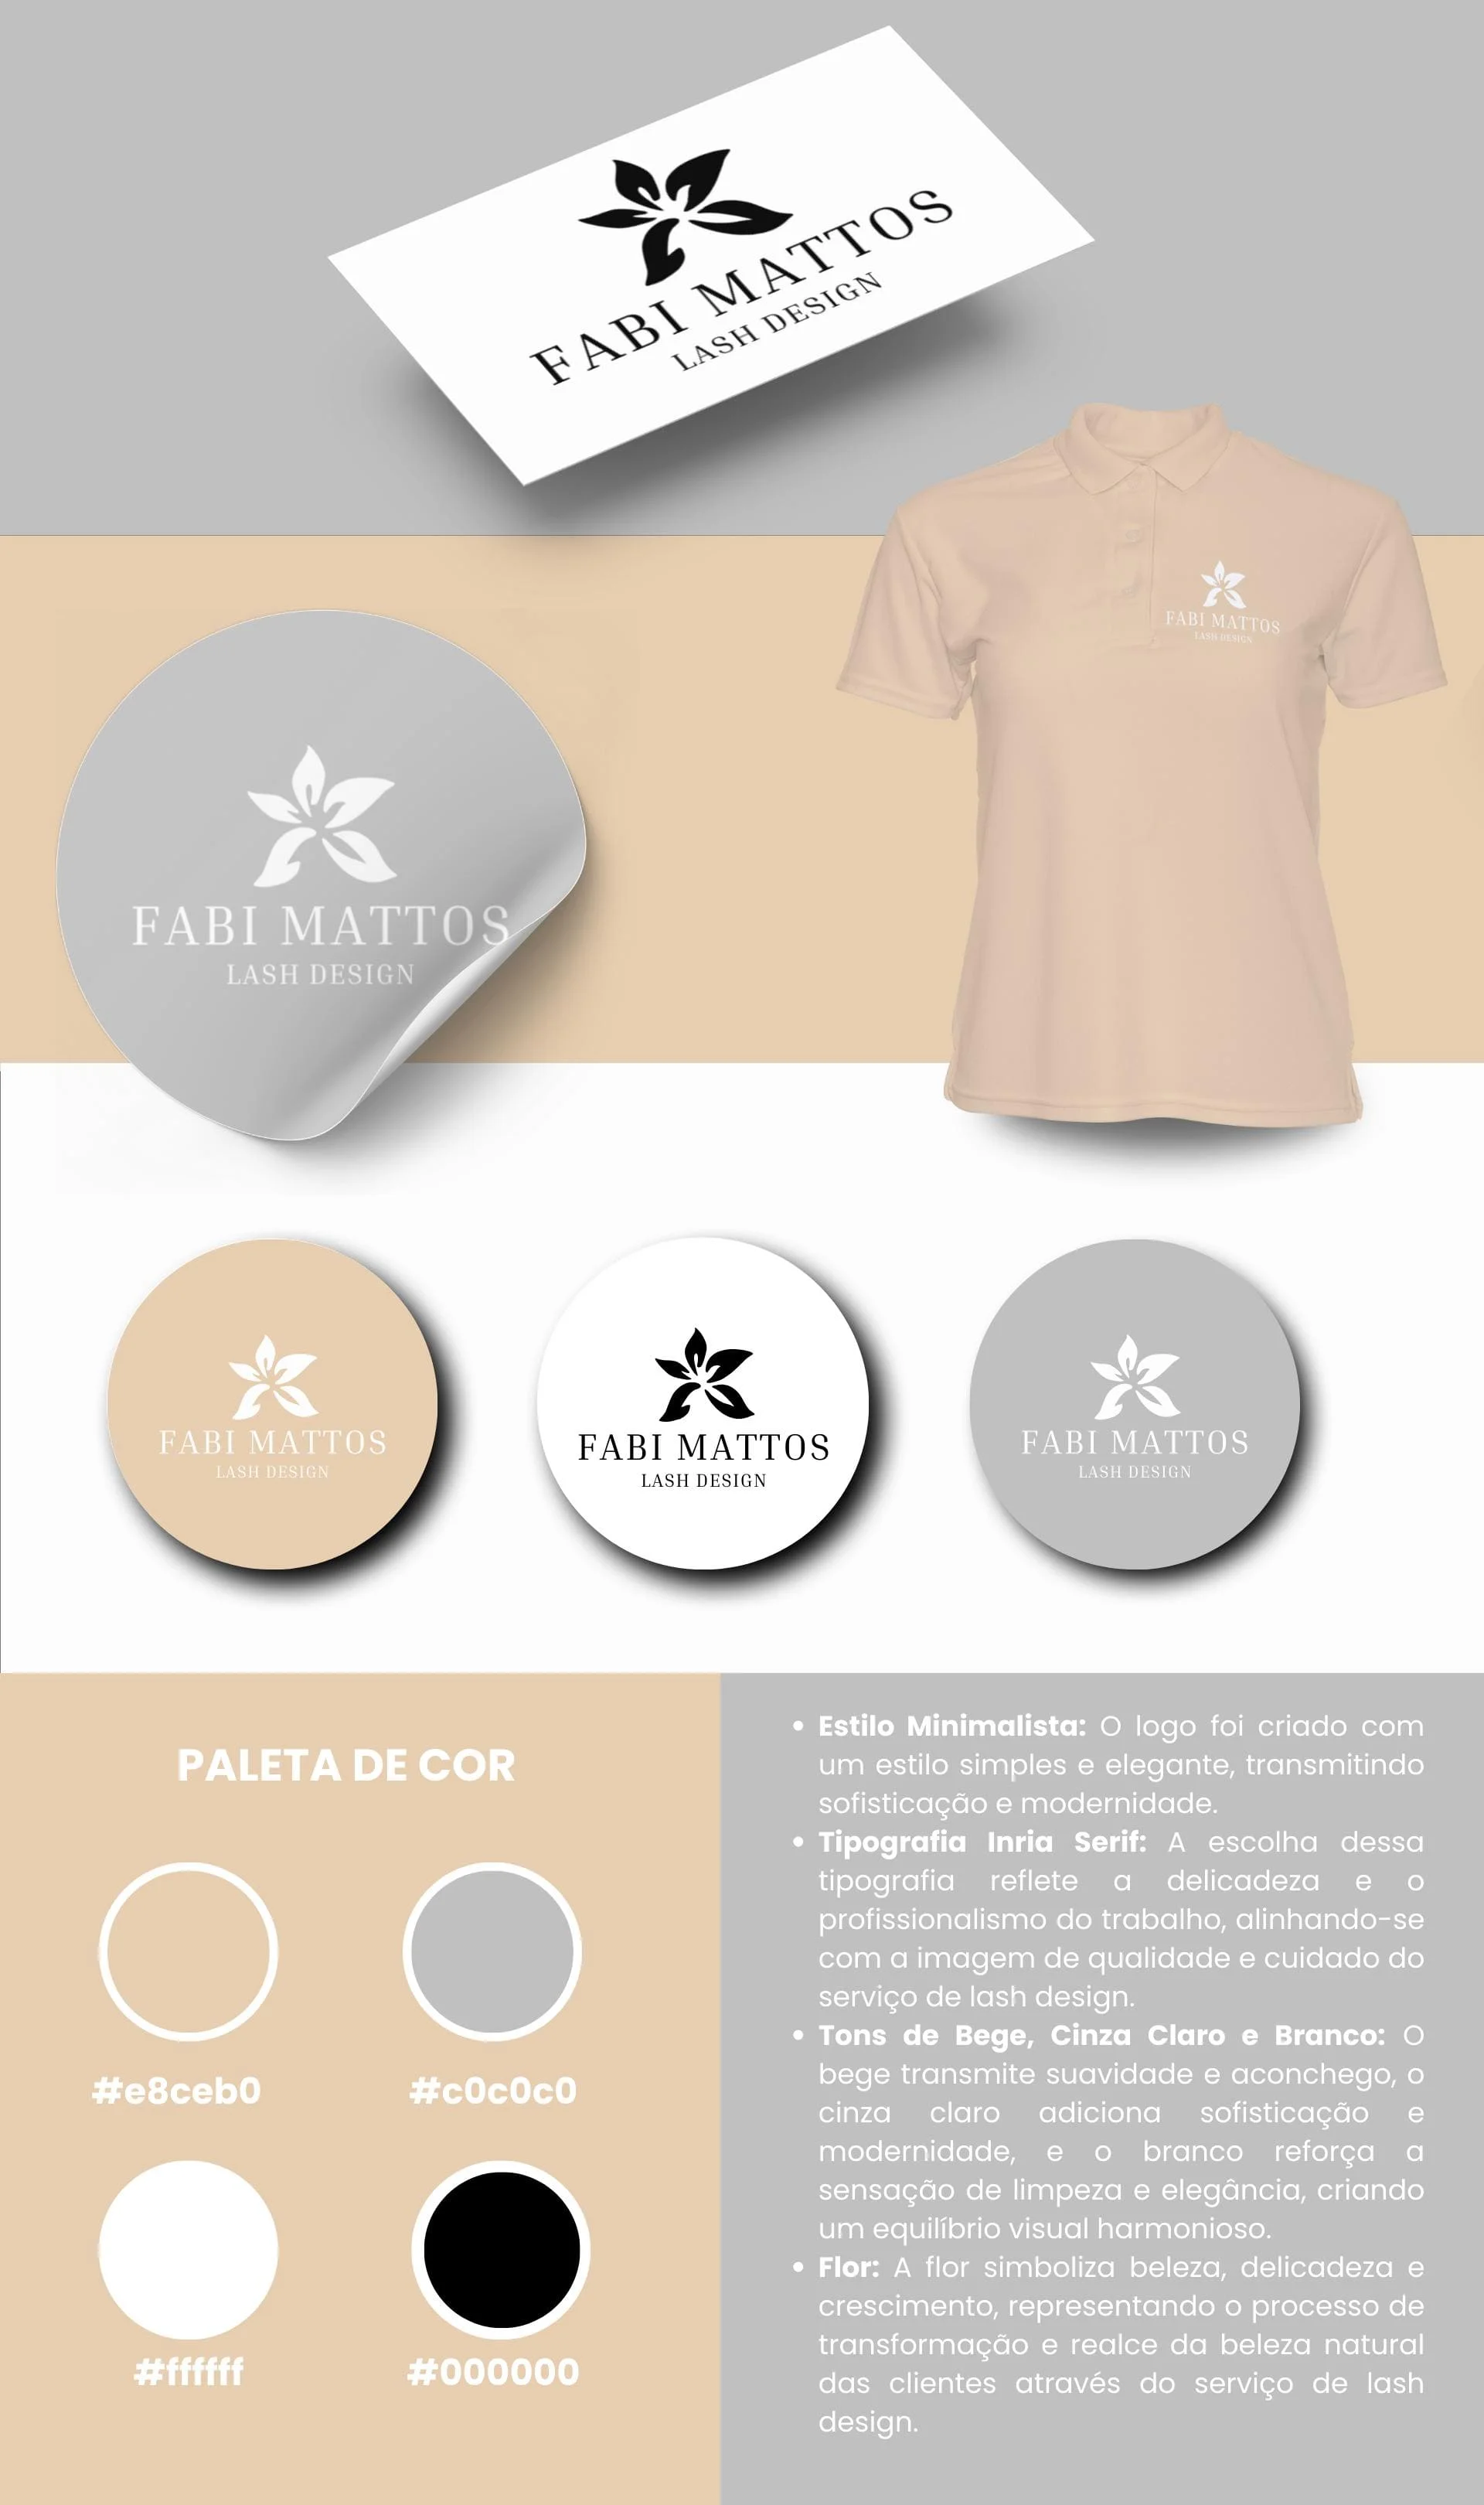 FABI MATTOS
LASH DESIGN
FABI MATTOS
LASH DESIGN
FABI MATTOS
LASH DESIGN
FABI MATTOS
LASH DESIGN
FABI MATTOS
LASH DESIGN
FABI MATTOS
LASH DESIGN
PALETA DE COR
#e8ceb0
#c0c0c0
#ffffff
#000000
• Estilo Minimalista: O logo foi criado com
um estilo simples e elegante, transmitindo
sofisticação e modernidade.
• Tipografia Inria Serif: A escolha dessa
tipografia reflete a delicadeza e o
profissionalismo do trabalho, alinhando-se
com a imagem de qualidade e cuidado do
serviço de lash design.
• Tons de Bege, Cinza Claro e Branco: O
bege transmite suavidade e aconchego, o
cinza claro adiciona sofisticação e
modernidade, e o branco reforça a
sensação de limpeza e elegância, criando
um equilíbrio visual harmonioso.
• Flor: A flor simboliza beleza, delicadeza e
crescimento, representando o processo de
transformação e realce da beleza natural
das clientes através do serviço de lash
design.